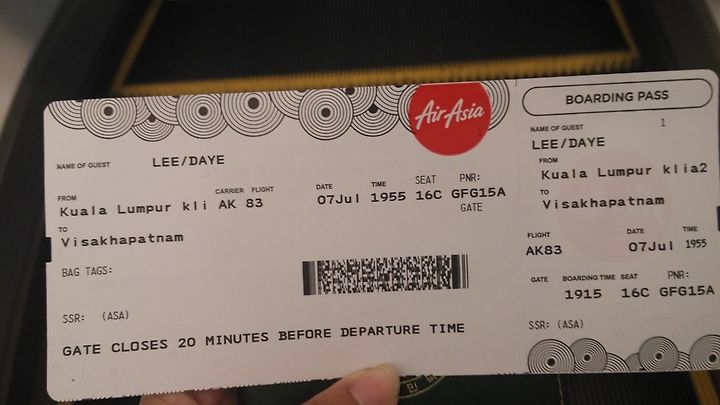 AirAsia
BOARDING PASS
NAME OF GUEST LEE/DAYE
FROM CARRIER FLIGHT DATE TIME SEAT PNR:
Kuala Lumpur kli AK 83 07Jul 1955 16C GFG15A
TO GATE
Visakhapatnam
BAG TAGS:
SSR: (ASA)
GATE CLOSES 20 MINUTES BEFORE DEPARTURE TIME
NAME OF GUEST 1
LEE/DAYE
FROM
Kuala Lumpur klia2
TO
Visakhapatnam
FLIGHT DATE TIME
AK83 07Jul 1955
GATE BOARDING TIME SEAT PNR:
1915 16C GFG15A
SSR: (ASA)